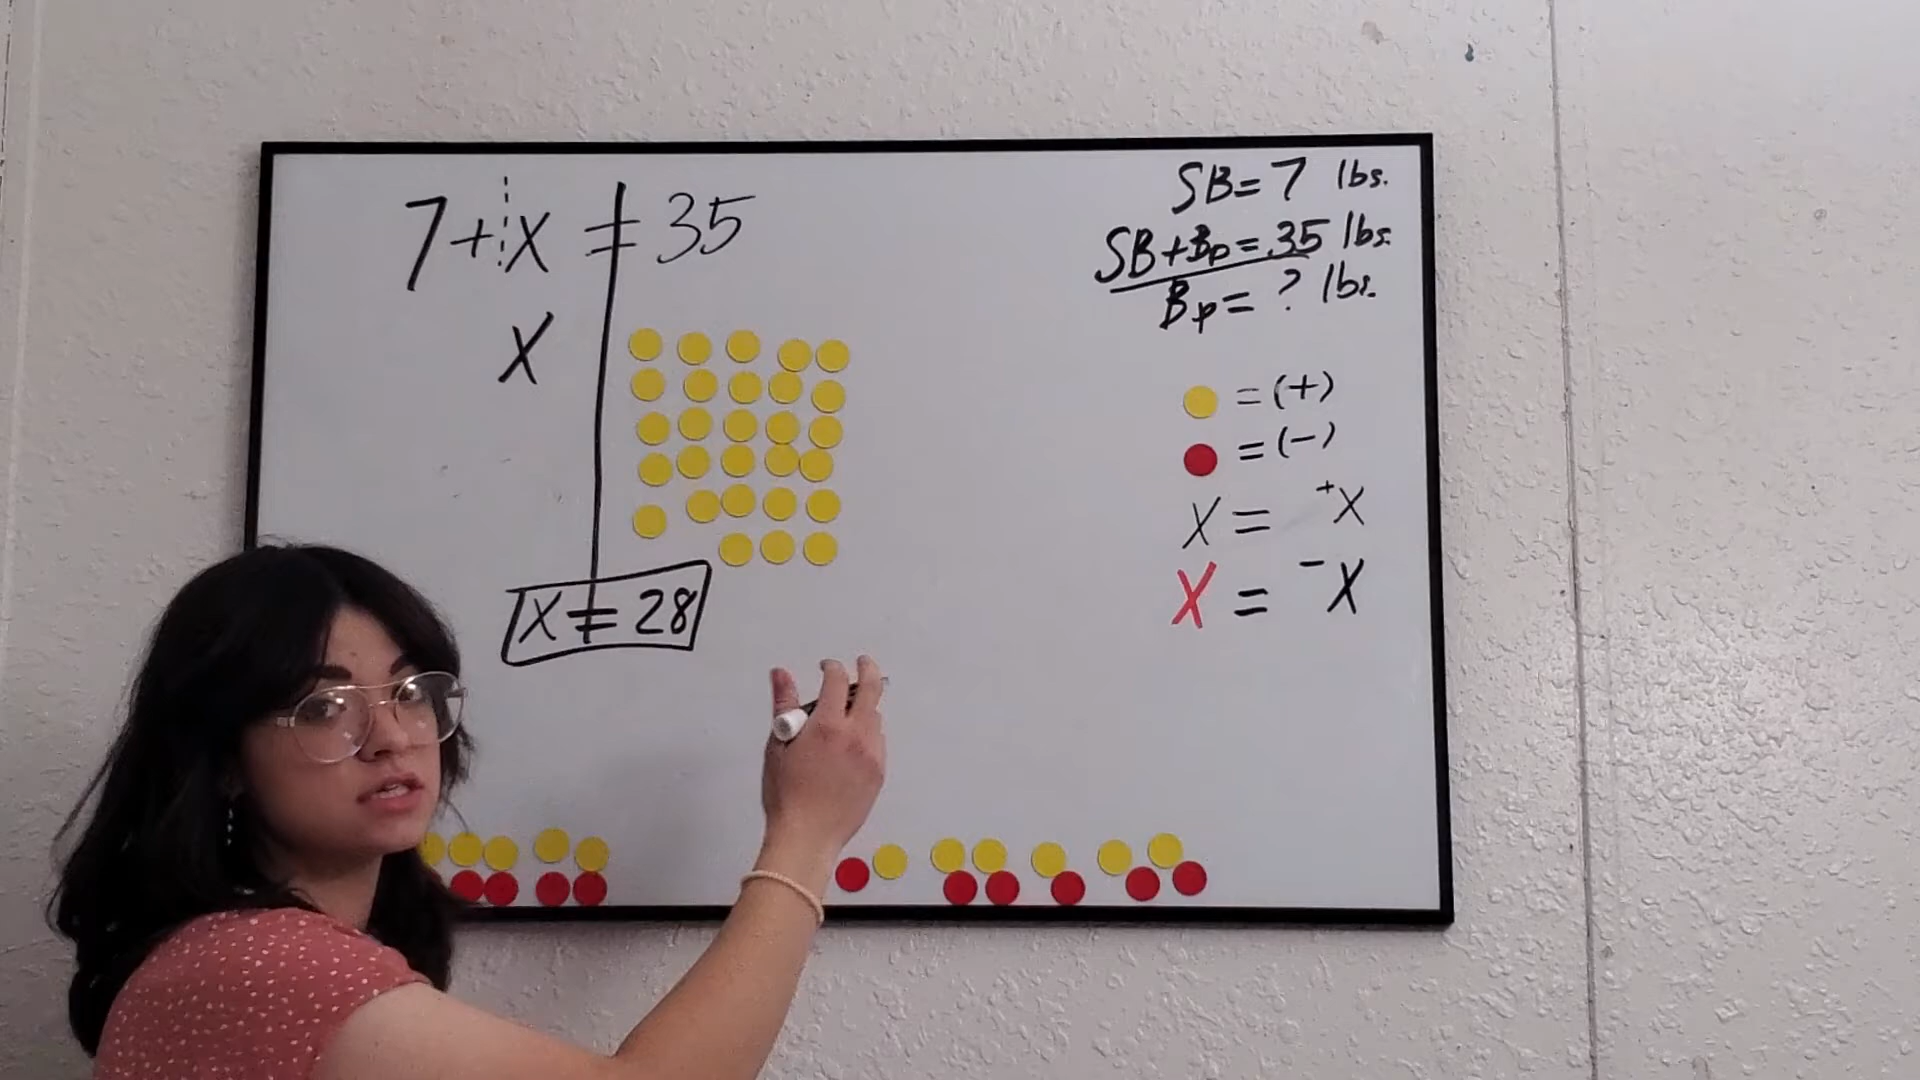 7+x = 35
X
X = 28
SB = 7 lbs.
SB + Bp = 35 lbs.
Bp = ? lbs.
= (+)
= (-)
X = +X
X = -X